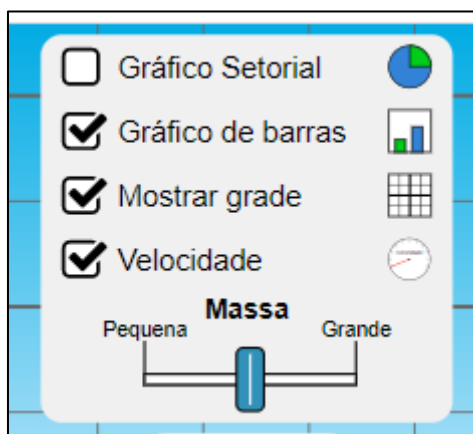 Gráfico Setorial
Gráfico de barras
Mostrar grade
Velocidade
Massa
Pequena Grande